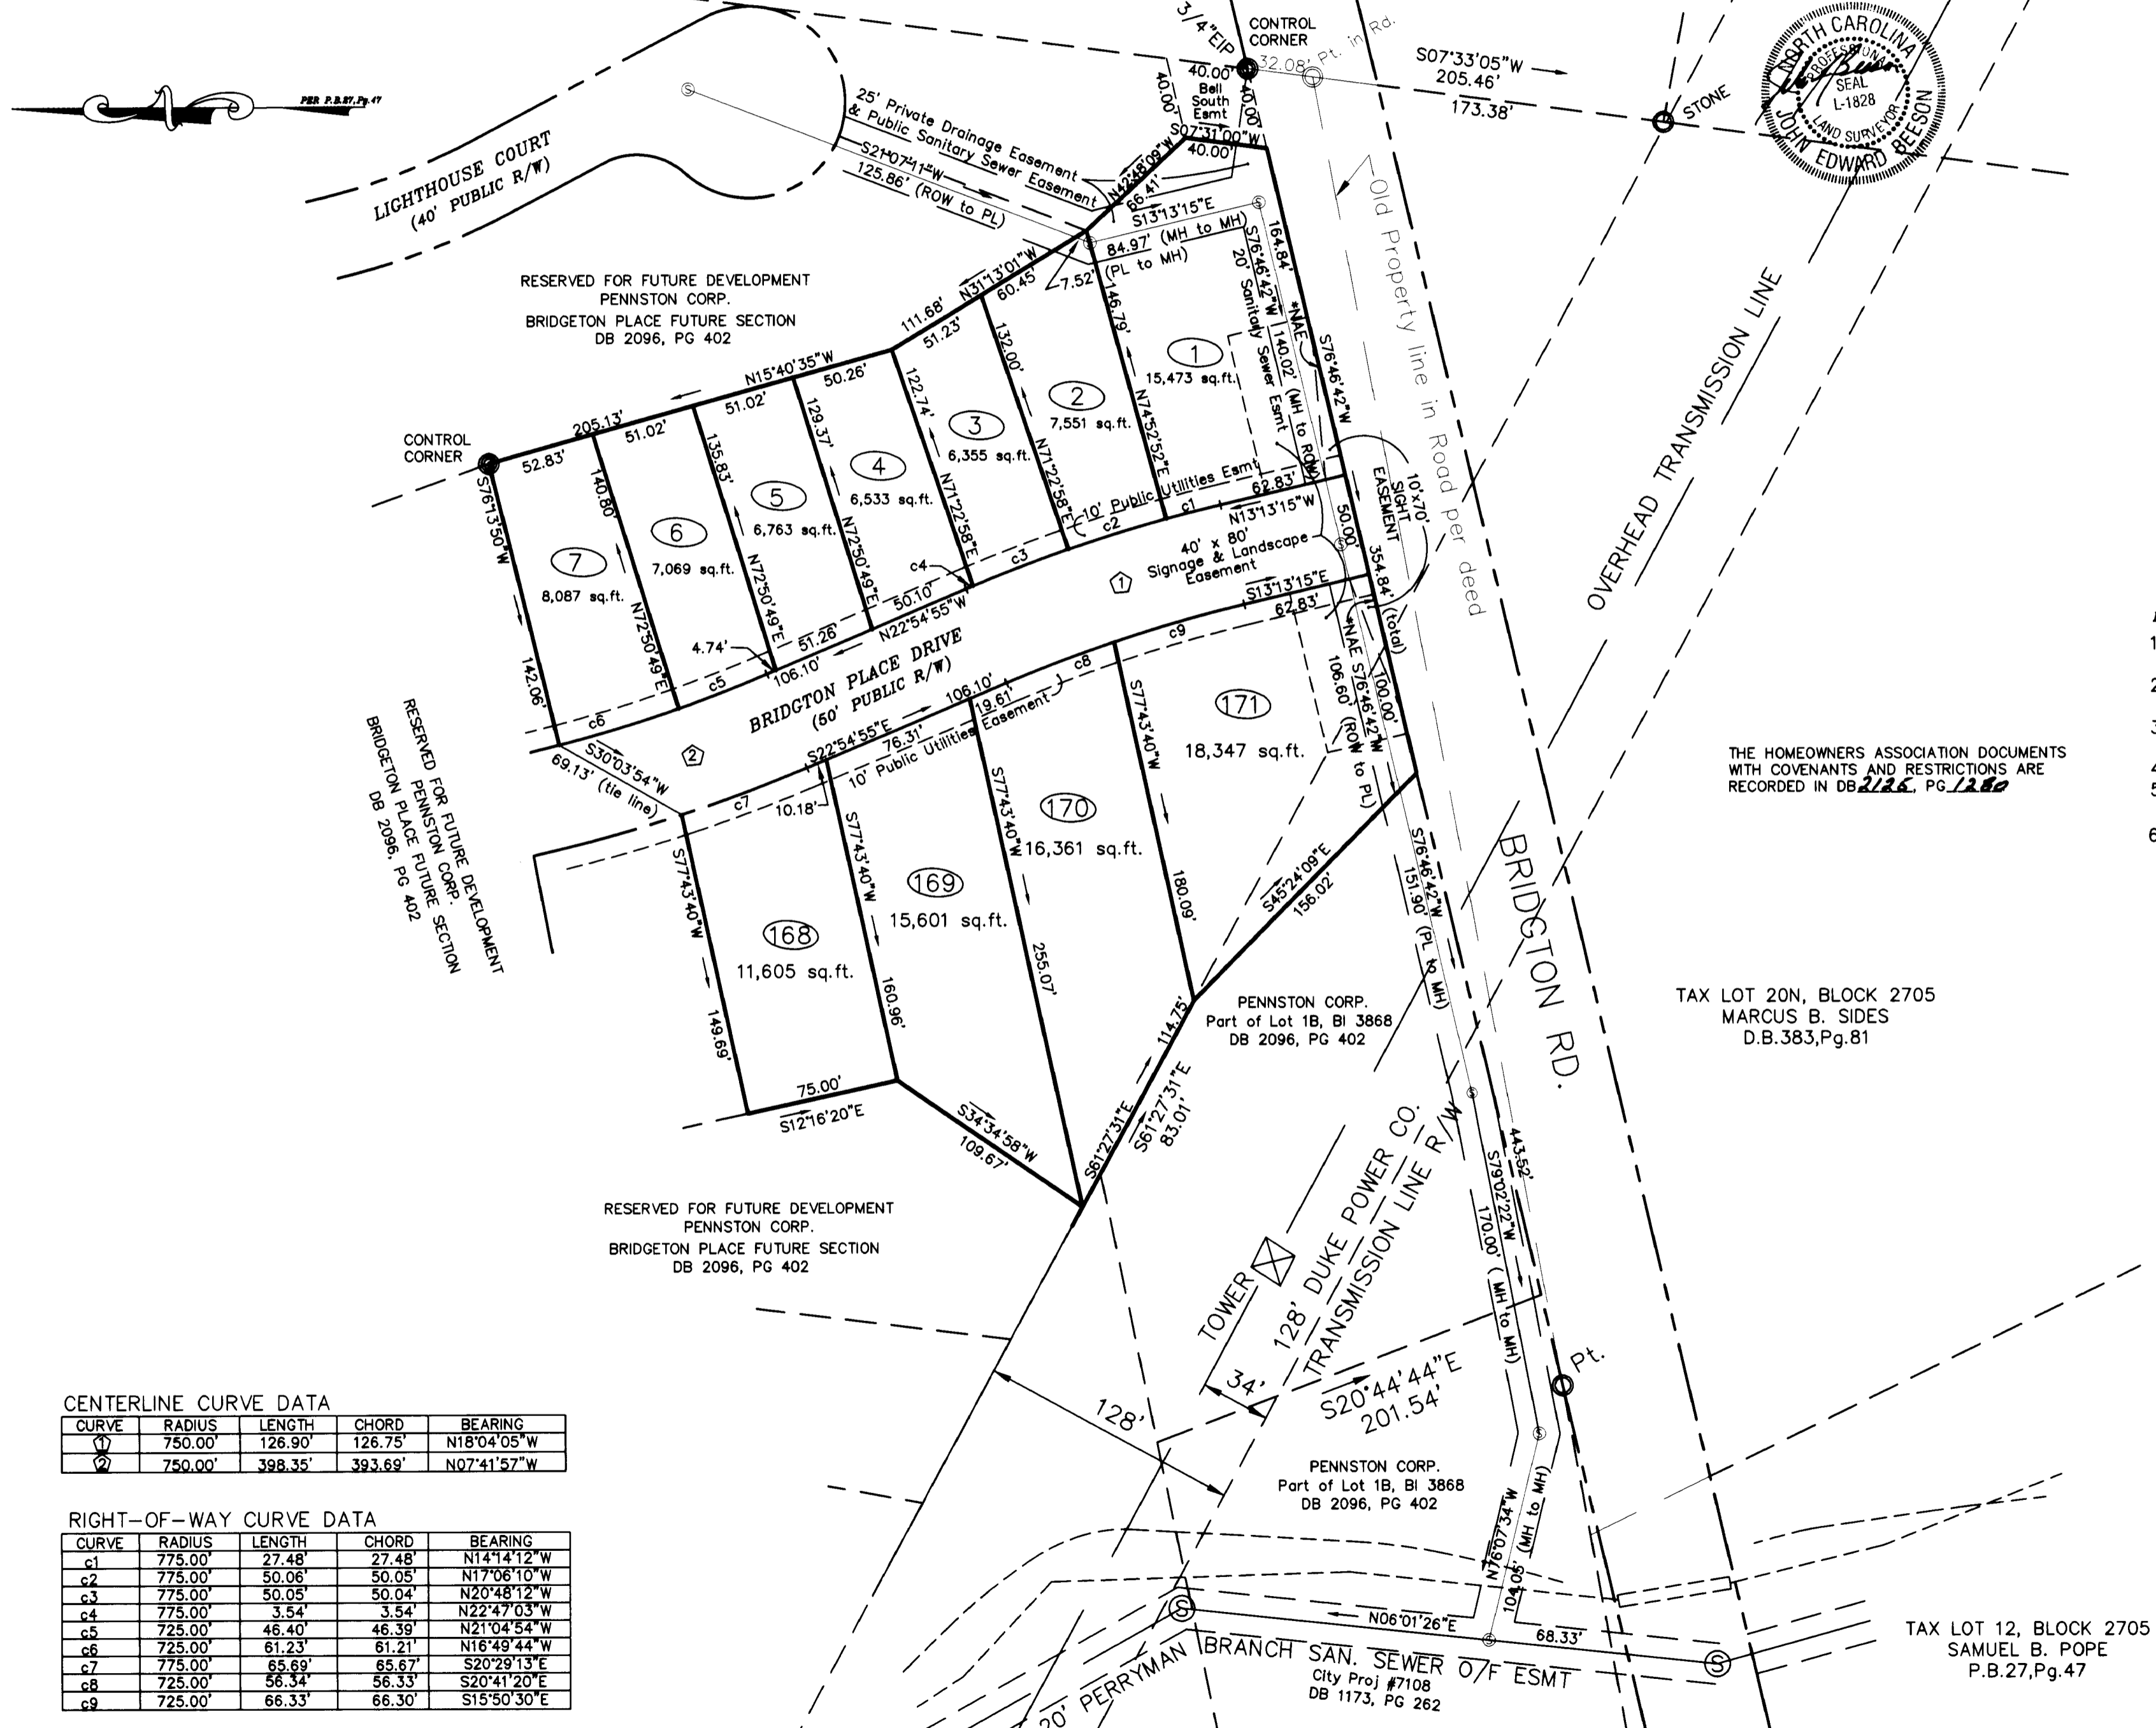 PER P.B.27,Pg.47
LIGHTHOUSE COURT
(40' PUBLIC R/W)
25' Private Drainage Easement
& Public Sanitary Sewer Easement
S21°07'11"W
125.86' (ROW to PL)
3/4"EIP
CONTROL
CORNER
32.08' Pt. in Rd.
40.00'
40.00'
40.00'
Bell
South
Esmt
S07°31'00"W
40.00'
S07°33'05"W
205.46'
173.38'
STONE
NORTH CAROLINA
PROFESSIONAL
SEAL
L-1828
LAND SURVEYOR
JOHN EDWARD BEESON
N42°48'09"W
66.41'
S13°13'15"E
84.97' (MH to MH)
7.52' (PL to MH)
164.84'
S76°46'42"W 140.02' (MH to ROW)
20' Sanitary Sewer Esmt
*NAE
S76°46'42"W
Old Property line in Road per deed
OVERHEAD TRANSMISSION LINE
RESERVED FOR FUTURE DEVELOPMENT
PENNSTON CORP.
BRIDGETON PLACE FUTURE SECTION
DB 2096, PG 402
N31°13'01"W
60.45'
111.68'
51.23'
N15°40'35"W
50.26'
51.02'
205.13'
51.02'
52.83'
CONTROL
CORNER
S76°13'50"W
142.06'
1
15,473 sq.ft.
146.79'
N74°52'52"E
2
7,551 sq.ft.
132.00'
N71°22'58"E
3
6,355 sq.ft.
122.74'
N71°22'58"E
4
6,533 sq.ft.
129.37'
N72°50'49"E
5
6,763 sq.ft.
135.83'
N72°50'49"E
6
7,069 sq.ft.
140.80'
N72°50'49"E
7
8,087 sq.ft.
10' Public Utilities Esmt
62.83'
N13°13'15"W
c1
c2
c3
c4
50.10'
N22°54'55"W
51.26'
4.74'
106.10'
c5
c6
40' x 80'
Signage & Landscape
Easement
1
50.00'
10'x70'
SIGHT
EASEMENT
354.84' (total)
S13°13'15"E
62.83'
BRIDGTON PLACE DRIVE
(50' PUBLIC R/W)
2
S30°03'54"W
69.13' (tie line)
c9
c8
106.10'
19.61'
S22°54'55"E
76.31'
10' Public Utilities Easement
c7
10.18'
*NAE S76°46'42"W
106.60' (ROW to PL)
100.00'
RESERVED FOR FUTURE DEVELOPMENT
PENNSTON CORP.
BRIDGETON PLACE FUTURE SECTION
DB 2096, PG 402
171
18,347 sq.ft.
S77°43'40"W
180.09'
170
16,361 sq.ft.
S77°43'40"W
255.07'
169
15,601 sq.ft.
S77°43'40"W
160.96'
168
11,605 sq.ft.
S77°43'40"W
149.69'
75.00'
S12°16'20"E
S34°34'58"W
109.67'
S45°24'09"E
156.02'
114.75'
S61°27'31"E
S61°27'31"E
83.01'
S76°46'42"W
151.90' (PL to MH)
BRIDGTON RD.
THE HOMEOWNERS ASSOCIATION DOCUMENTS
WITH COVENANTS AND RESTRICTIONS ARE
RECORDED IN DB 2125, PG 1280
1
2
3
4
5
6
PENNSTON CORP.
Part of Lot 1B, Bl 3868
DB 2096, PG 402
TAX LOT 20N, BLOCK 2705
MARCUS B. SIDES
D.B.383,Pg.81
443.52'
S79°02'22"W
170.00' ( MH to MH)
RESERVED FOR FUTURE DEVELOPMENT
PENNSTON CORP.
BRIDGETON PLACE FUTURE SECTION
DB 2096, PG 402
TOWER
128' DUKE POWER CO.
TRANSMISSION LINE R/W
34'
128'
S20°44'44"E
201.54'
Pt.
PENNSTON CORP.
Part of Lot 1B, Bl 3868
DB 2096, PG 402
N76°07'34"W
104.05' (MH to MH)
N06°01'26"E
68.33'
20' PERRYMAN BRANCH SAN. SEWER O/F ESMT
City Proj #7108
DB 1173, PG 262
TAX LOT 12, BLOCK 2705
SAMUEL B. POPE
P.B.27,Pg.47
CENTERLINE CURVE DATA
CURVE RADIUS LENGTH CHORD BEARING
1 750.00' 126.90' 126.75' N18°04'05"W
2 750.00' 398.35' 393.69' N07°41'57"W
RIGHT-OF-WAY CURVE DATA
CURVE RADIUS LENGTH CHORD BEARING
c1 775.00' 27.48' 27.48' N14°14'12"W
c2 775.00' 50.06' 50.05' N17°06'10"W
c3 775.00' 50.05' 50.04' N20°48'12"W
c4 775.00' 3.54' 3.54' N22°47'03"W
c5 725.00' 46.40' 46.39' N21°04'54"W
c6 725.00' 61.23' 61.21' N16°49'44"W
c7 775.00' 65.69' 65.67' S20°29'13"E
c8 725.00' 56.34' 56.33' S20°41'20"E
c9 725.00' 66.33' 66.30' S15°50'30"E